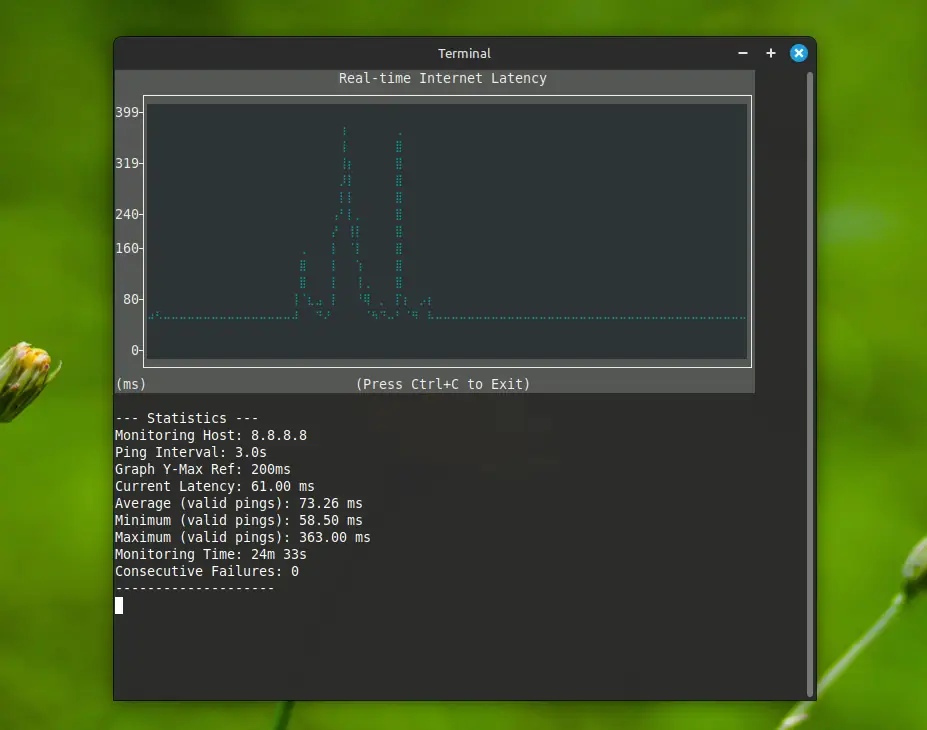 Terminal
Real-time Internet Latency
399
319
240
160
80
0
(ms)
(Press Ctrl+C to Exit)
--- Statistics ---
Monitoring Host: 8.8.8.8
Ping Interval: 3.0s
Graph Y-Max Ref: 200ms
Current Latency: 61.00 ms
Average (valid pings): 73.26 ms
Minimum (valid pings): 58.50 ms
Maximum (valid pings): 363.00 ms
Monitoring Time: 24m 33s
Consecutive Failures: 0
--------------------